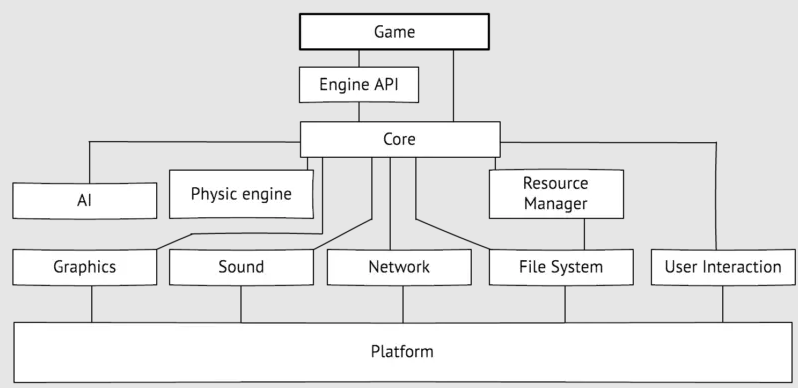 Game
Engine API
Core
AI
Physic engine
Resource
Manager
Graphics
Sound
Network
File System
User Interaction
Platform